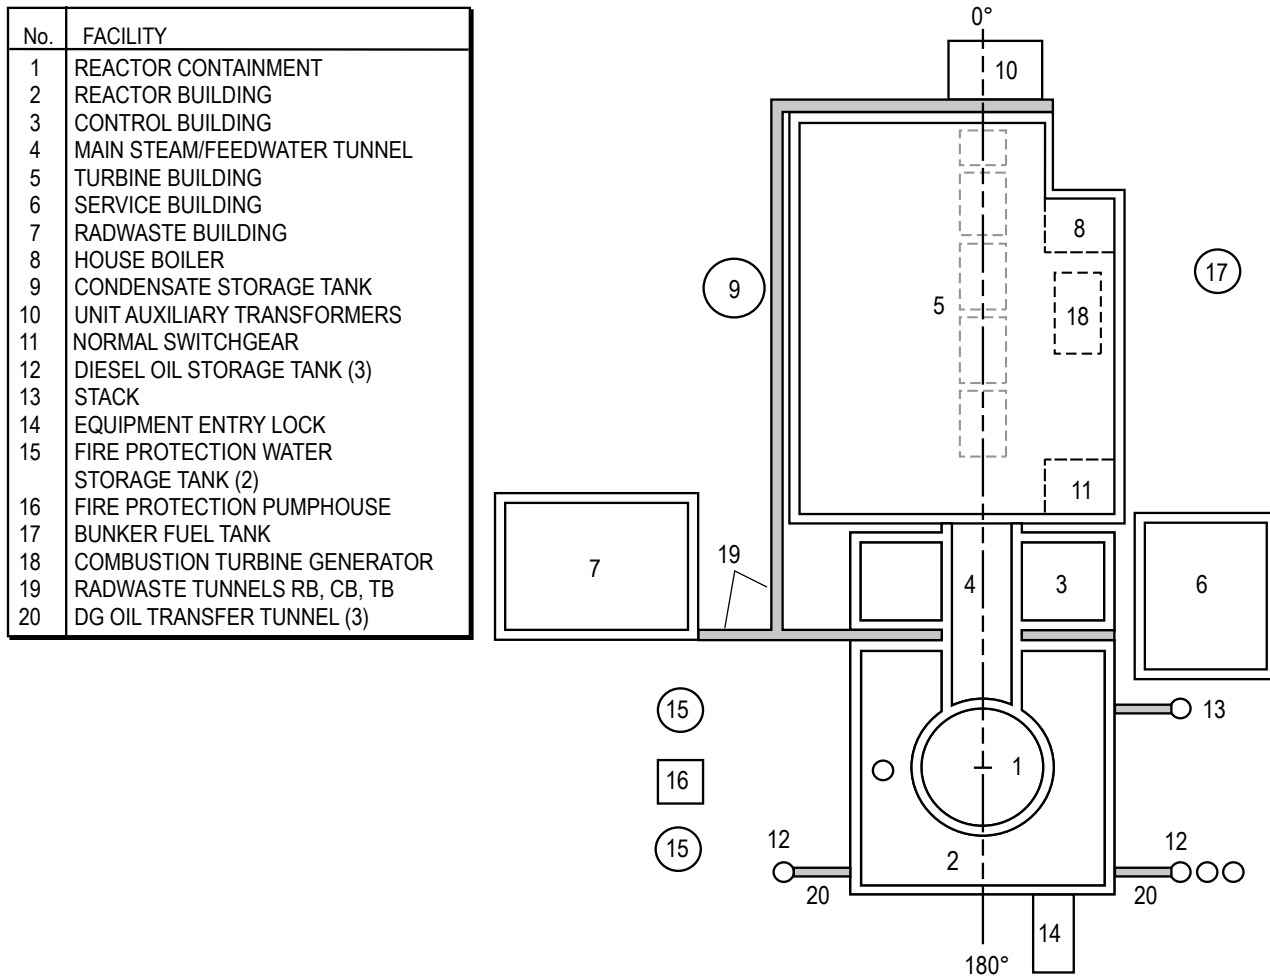 No. FACILITY
1 REACTOR CONTAINMENT
2 REACTOR BUILDING
3 CONTROL BUILDING
4 MAIN STEAM/FEEDWATER TUNNEL
5 TURBINE BUILDING
6 SERVICE BUILDING
7 RADWASTE BUILDING
8 HOUSE BOILER
9 CONDENSATE STORAGE TANK
10 UNIT AUXILIARY TRANSFORMERS
11 NORMAL SWITCHGEAR
12 DIESEL OIL STORAGE TANK (3)
13 STACK
14 EQUIPMENT ENTRY LOCK
15 FIRE PROTECTION WATER
STORAGE TANK (2)
16 FIRE PROTECTION PUMPHOUSE
17 BUNKER FUEL TANK
18 COMBUSTION TURBINE GENERATOR
19 RADWASTE TUNNELS RB, CB, TB
20 DG OIL TRANSFER TUNNEL (3)
0°
10
8
17
9
5
18
11
19
7
4
3
6
15
13
1
16
15
12
2
12
20
20
14
180°